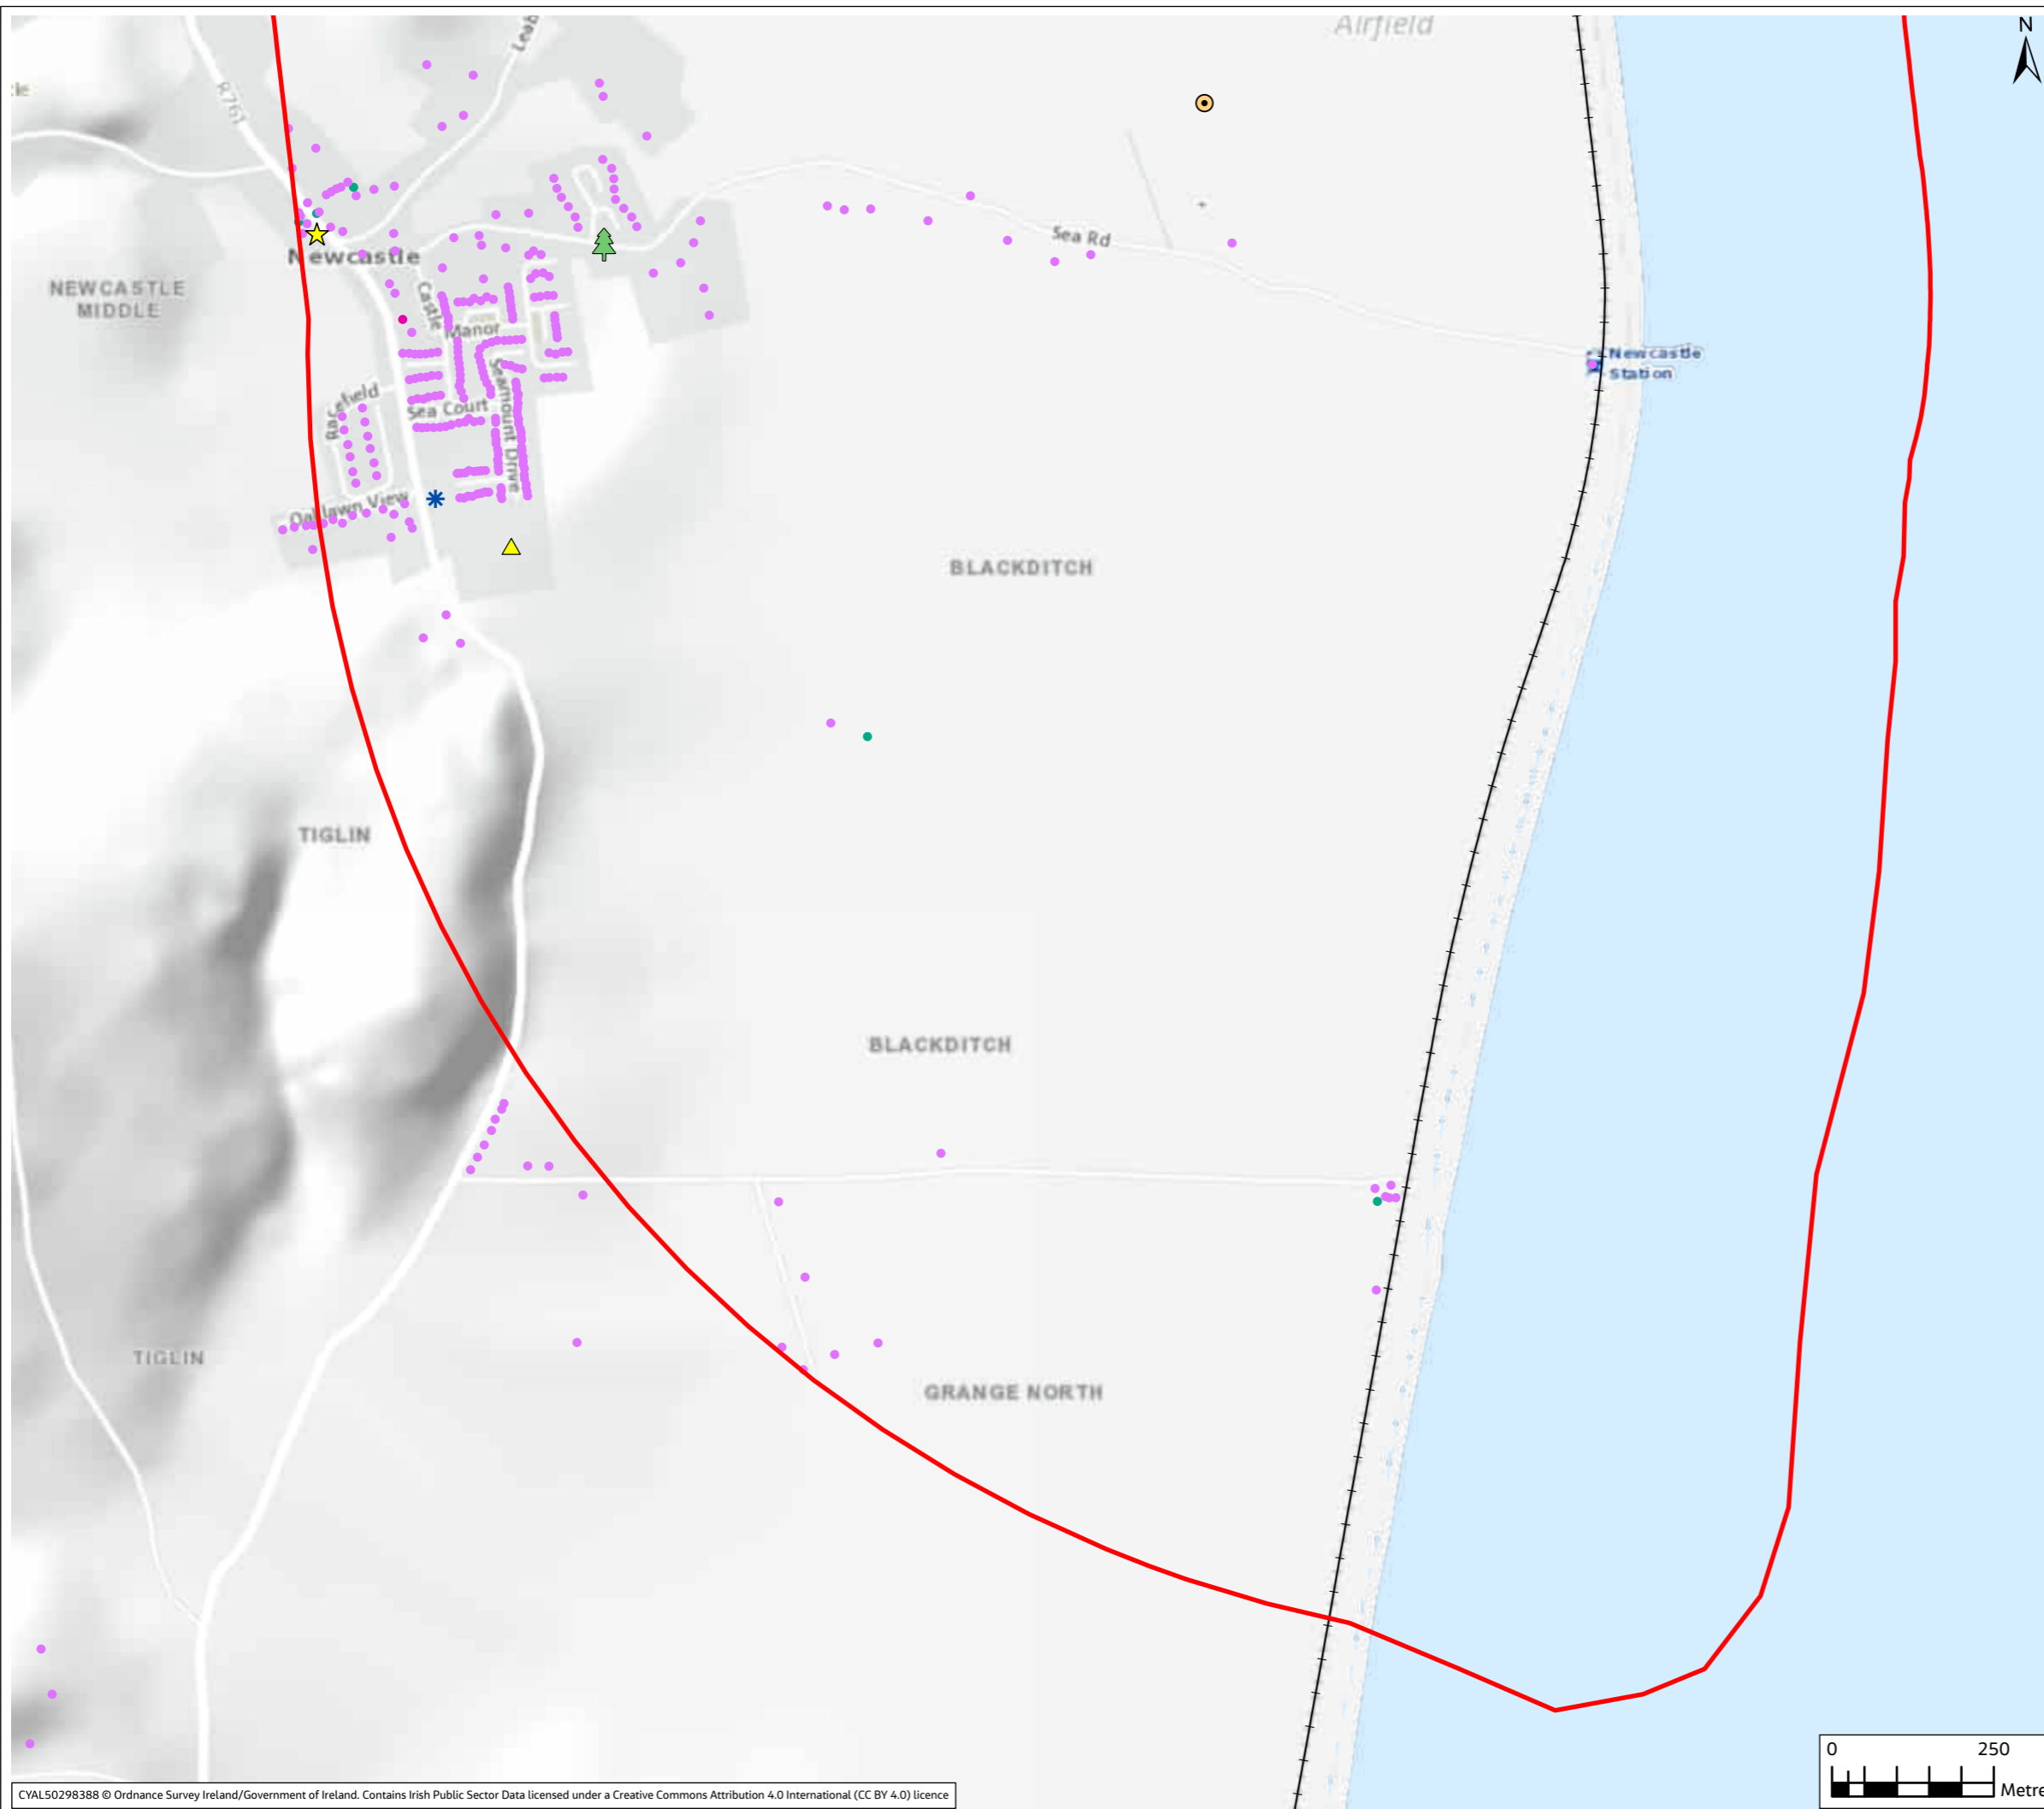 Airfield
N
Leab
R761
Newcastle
NEWCASTLE
MIDDLE
Sea Rd
Castle
Manor
Newcastle
Station
Racefield
Sea Court
Seamount Drive
Oaklawn View
BLACKDITCH
TIGLIN
BLACKDITCH
TIGLIN
GRANGE NORTH
0 250
Metre
CYAL50298388 © Ordnance Survey Ireland/Government of Ireland. Contains Irish Public Sector Data licensed under a Creative Commons Attribution 4.0 International (CC BY 4.0) licence